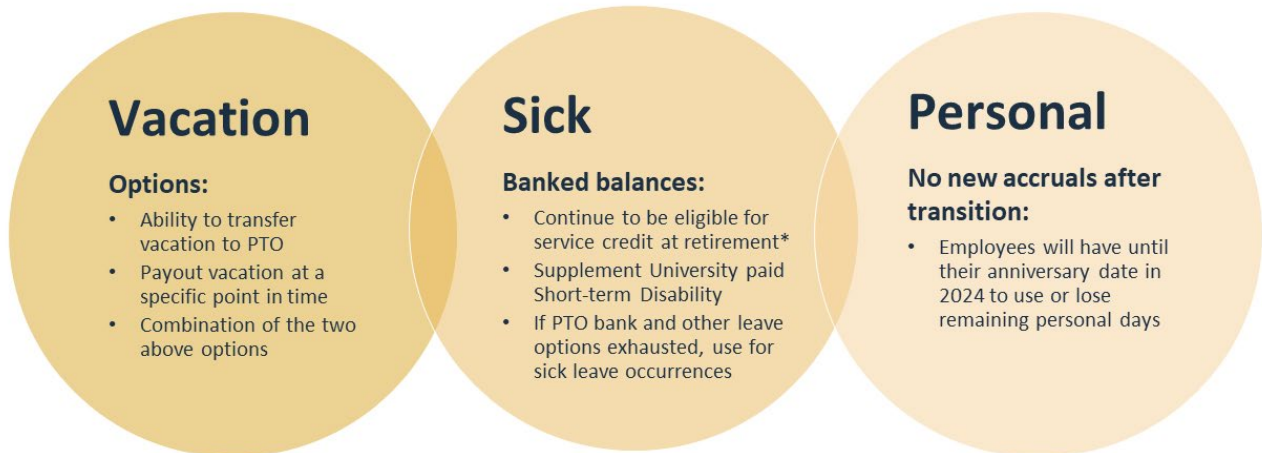 Vacation
Options:
• Ability to transfer
vacation to PTO
• Payout vacation at a
specific point in time
• Combination of the two
above options
Sick
Banked balances:
• Continue to be eligible for
service credit at retirement*
• Supplement University paid
Short-term Disability
• If PTO bank and other leave
options exhausted, use for
sick leave occurrences
Personal
No new accruals after
transition:
• Employees will have until
their anniversary date in
2024 to use or lose
remaining personal days